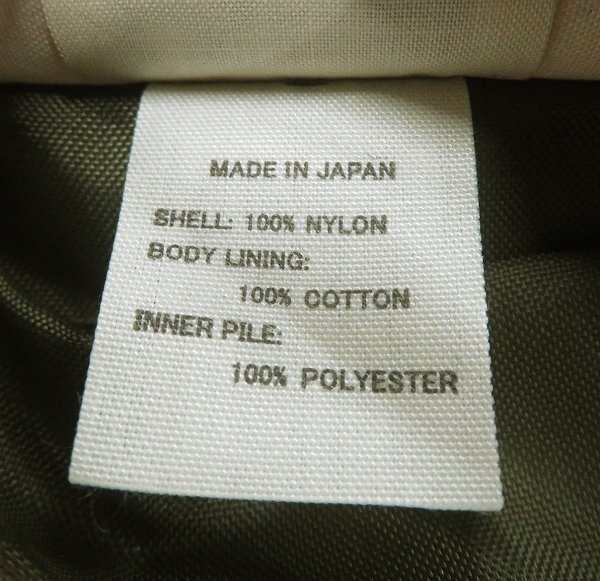 MADE IN JAPAN
SHELL: 100% NYLON
BODY LINING:
100% COTTON
INNER PILE:
100% POLYESTER